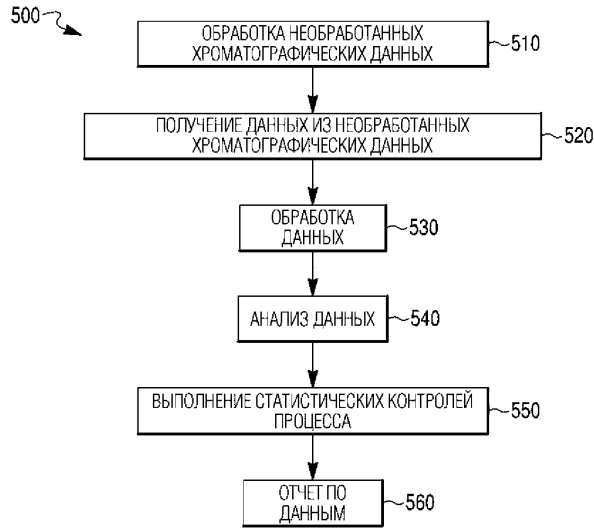 500
ОБРАБОТКА НЕОБРАБОТАННЫХ
ХРОМАТОГРАФИЧЕСКИХ ДАННЫХ
510
ПОЛУЧЕНИЕ ДАННЫХ ИЗ НЕОБРАБОТАННЫХ
ХРОМАТОГРАФИЧЕСКИХ ДАННЫХ
520
ОБРАБОТКА
ДАННЫХ
530
АНАЛИЗ ДАННЫХ
540
ВЫПОЛНЕНИЕ СТАТИСТИЧЕСКИХ КОНТРОЛЕЙ
ПРОЦЕССА
550
ОТЧЕТ ПО
ДАННЫМ
560